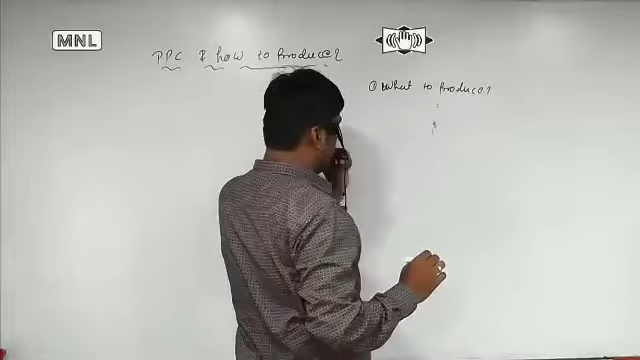 MNL
PPC & how to Produce?
① What to Produce?